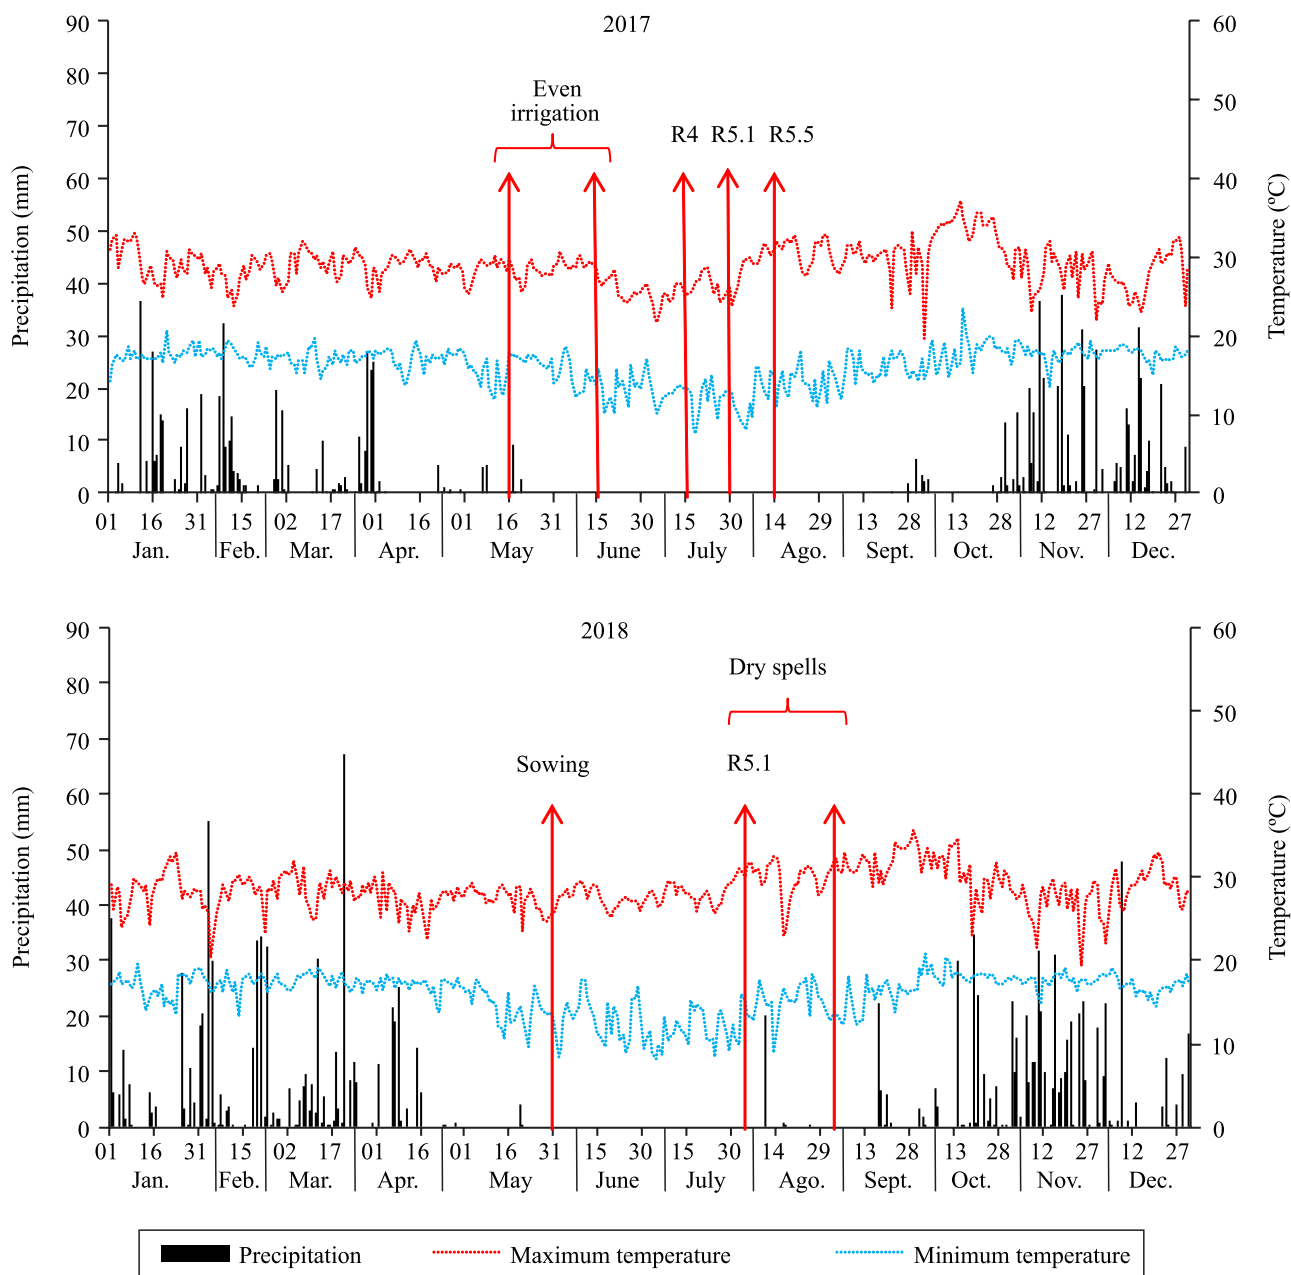 2017
Precipitation (mm)
90
80
70
60
50
40
30
20
10
0
Even
irrigation
R4 R5.1 R5.5
60
50
40
30
20
10
0
Temperature (ºC)
01 16 31 15 02 17 01 16 01 16 31 15 30 15 30 14 29 13 28 13 28 12 27 12 27
Jan. Feb. Mar. Apr. May June July Ago. Sept. Oct. Nov. Dec.
2018
Precipitation (mm)
90
80
70
60
50
40
30
20
10
0
Dry spells
Sowing R5.1
60
50
40
30
20
10
0
Temperature (ºC)
01 16 31 15 02 17 01 16 01 16 31 15 30 15 30 14 29 13 28 13 28 12 27 12 27
Jan. Feb. Mar. Apr. May June July Ago. Sept. Oct. Nov. Dec.
Precipitation Maximum temperature Minimum temperature